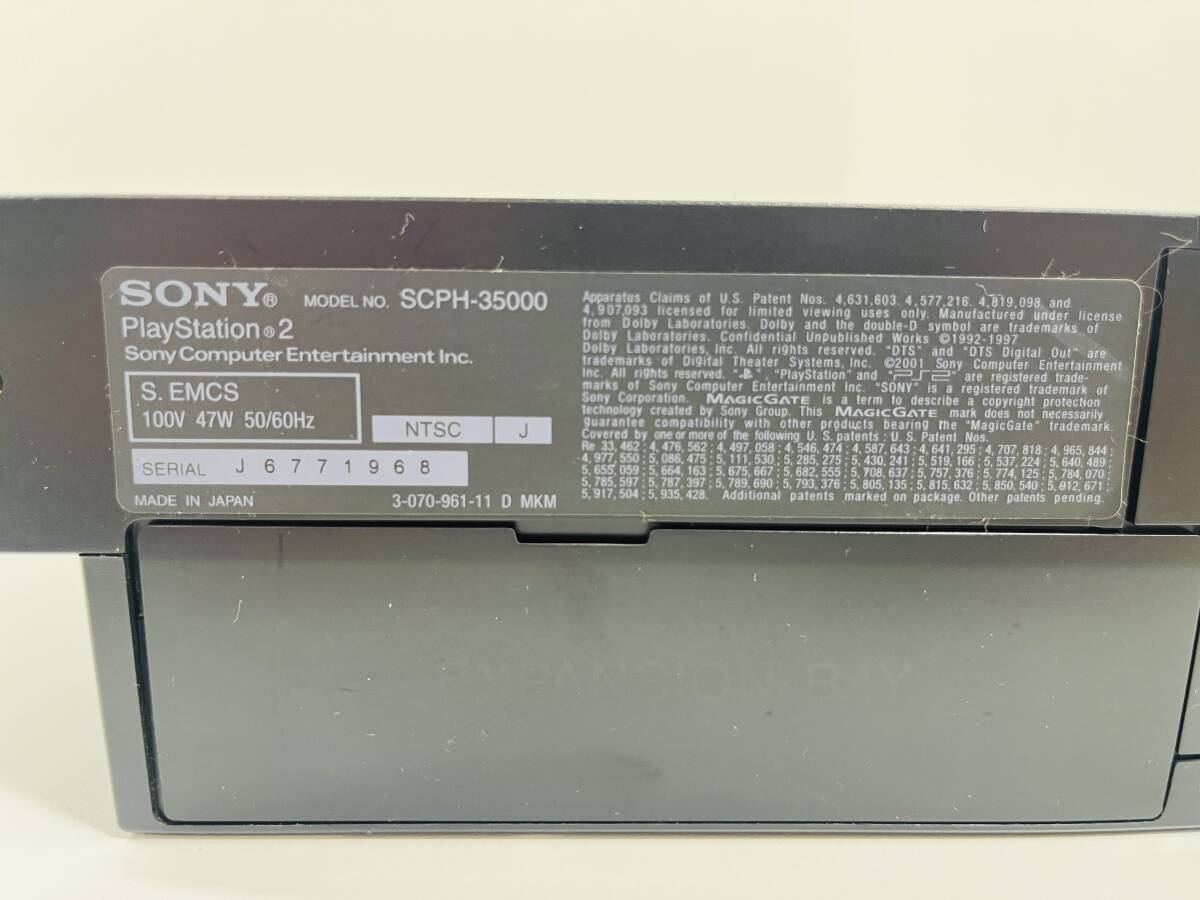 SONY® MODEL NO. SCPH-35000
PlayStation®2
Sony Computer Entertainment Inc.
S. EMCS
100V 47W 50/60Hz
NTSC J
SERIAL J6771968
MADE IN JAPAN 3-070-961-11 D MKM
Apparatus Claims of U.S. Patent Nos. 4,631,603, 4,577,216, 4,819,098, and
4,907,093 licensed for limited viewing uses only. Manufactured under license
from Dolby Laboratories. Dolby and the double-D symbol are trademarks of
Dolby Laboratories. Confidential Unpublished Works ©1992-1997
Dolby Laboratories, Inc. All rights reserved. "DTS" and "DTS Digital Out" are
trademarks of Digital Theater Systems, Inc. ©2001 Sony Computer Entertainment
Inc. All rights reserved. " ", "PlayStation" and "PS2" are registered trade-
marks of Sony Computer Entertainment Inc. "SONY" is a registered trademark of
Sony Corporation. MAGICGATE is a term to describe a copyright protection
technology created by Sony Group. This MAGICGATE mark does not necessarily
guarantee compatibility with other products bearing the "MagicGate" trademark.
Covered by one or more of the following U.S. patents: U.S. Patent Nos.
Re 33,462; 4,476,562; 4,497,058; 4,546,474; 4,587,643; 4,641,295; 4,707,818; 4,965,844;
4,977,550; 5,086,475; 5,111,530; 5,285,275; 5,430,241; 5,519,166; 5,537,224; 5,640,489;
5,655,059; 5,664,163; 5,675,667; 5,682,555; 5,708,637; 5,757,376; 5,774,125; 5,784,070;
5,785,597; 5,787,397; 5,789,690; 5,793,376; 5,805,135; 5,815,632; 5,850,540; 5,912,671;
5,917,504; 5,935,428. Additional patents marked on package. Other patents pending.
EXPANSION BAY